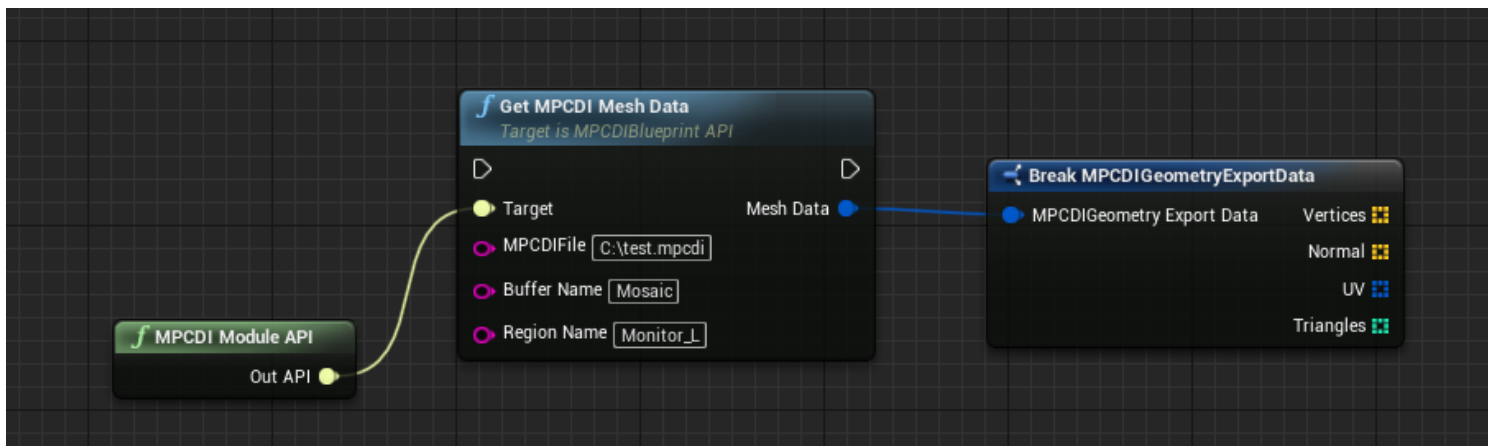 f Get MPCDI Mesh Data
Target is MPCDIBlueprint API
Target
Mesh Data
MPCDIFile C:\test.mpcdi
Buffer Name Mosaic
Region Name Monitor_L
f MPCDI Module API
Out API
Break MPCDIGeometryExportData
MPCDIGeometry Export Data
Vertices
Normal
UV
Triangles